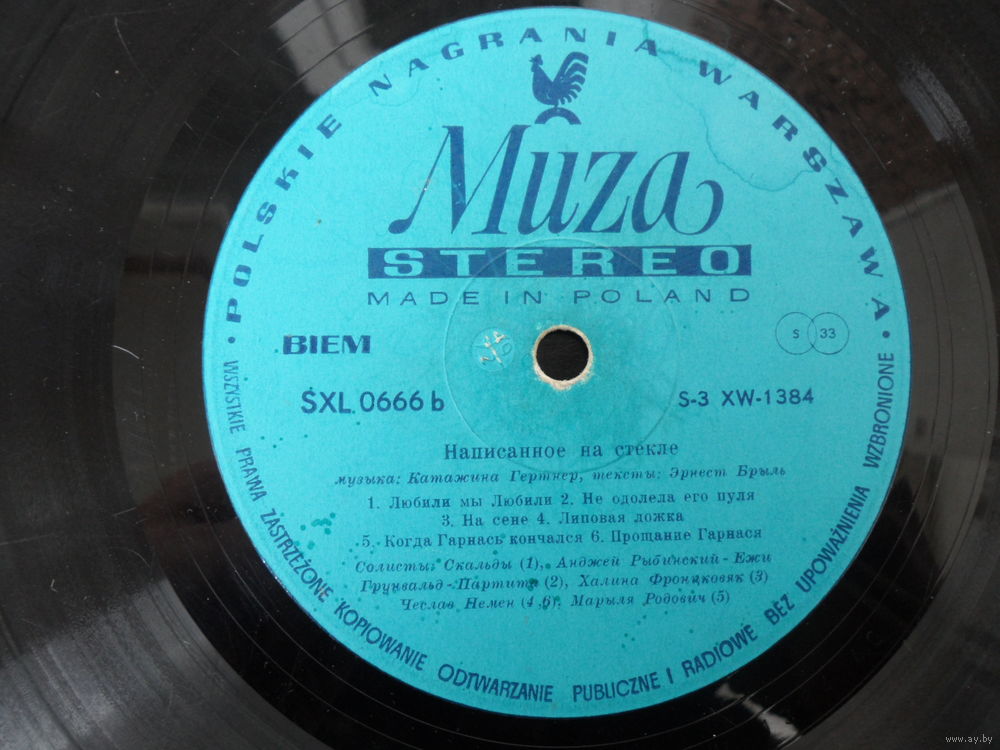 • POLSKIE NAGRANIA WARSZAWA •
Muza
STEREO
MADE IN POLAND
BIEM
S 33
SXL 0666 b
S-3 XW-1384
Написанное на стекле
музыка: Катажина Гертнер, тексты: Эрнест Брыль
1. Любили мы Любили 2. Не одолела его пуля
3. На сене 4. Липовая ложка
5. Когда Гарнась кончался 6. Прощание Гарнася
Солисты: Скальды (1), Анджей Рыбинский - Ежи
Грунвальд - Партита (2), Халина Фронцковяк (3)
Чеслав Немен (4 6), Марыля Родович (5)
WSZYSTKIE PRAWA ZASTRZEŻONE KOPIOWANIE ODTWARZANIE PUBLICZNE I RADIOWE BEZ UPOWAŻNIENIA WZBRONIONE
www.ay.by